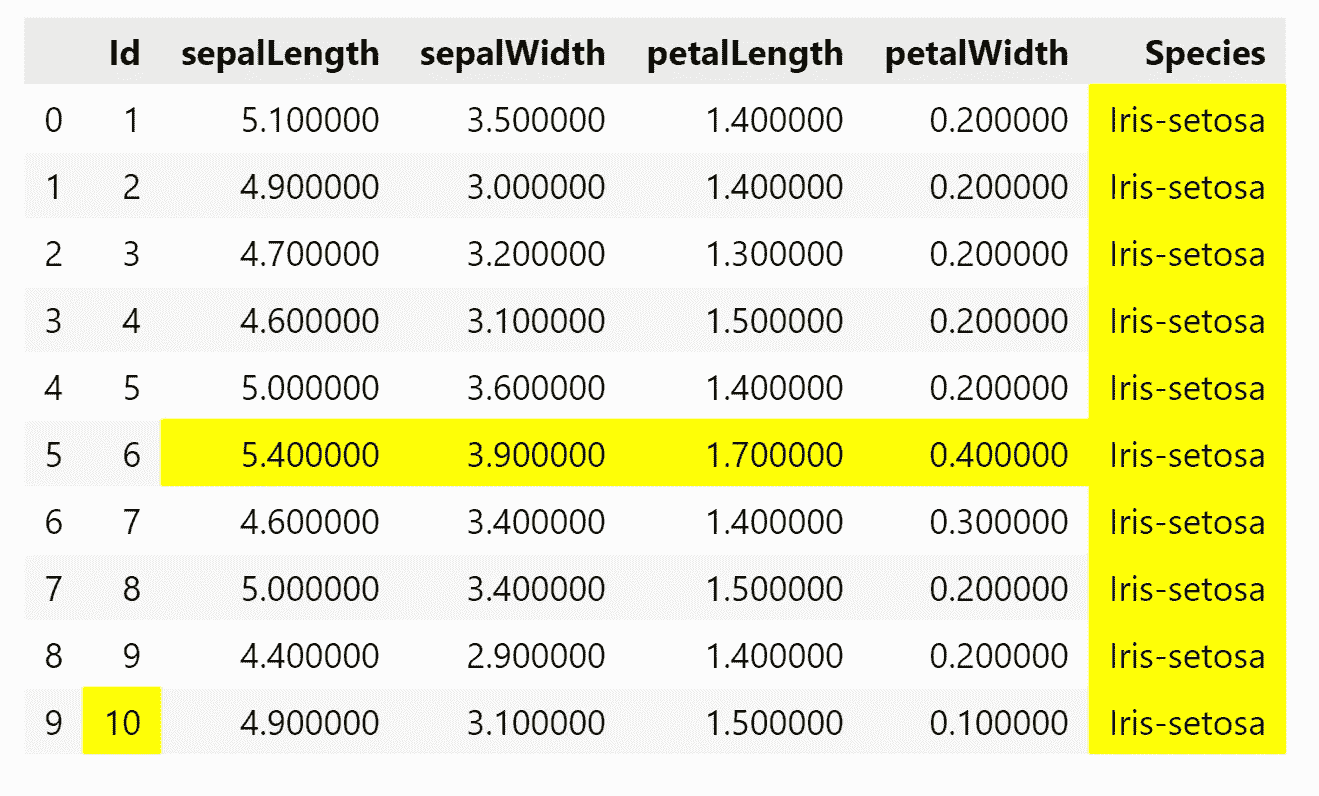 Id sepalLength sepalWidth petalLength petalWidth Species
0 1 5.100000 3.500000 1.400000 0.200000 Iris-setosa
1 2 4.900000 3.000000 1.400000 0.200000 Iris-setosa
2 3 4.700000 3.200000 1.300000 0.200000 Iris-setosa
3 4 4.600000 3.100000 1.500000 0.200000 Iris-setosa
4 5 5.000000 3.600000 1.400000 0.200000 Iris-setosa
5 6 5.400000 3.900000 1.700000 0.400000 Iris-setosa
6 7 4.600000 3.400000 1.400000 0.300000 Iris-setosa
7 8 5.000000 3.400000 1.500000 0.200000 Iris-setosa
8 9 4.400000 2.900000 1.400000 0.200000 Iris-setosa
9 10 4.900000 3.100000 1.500000 0.100000 Iris-setosa